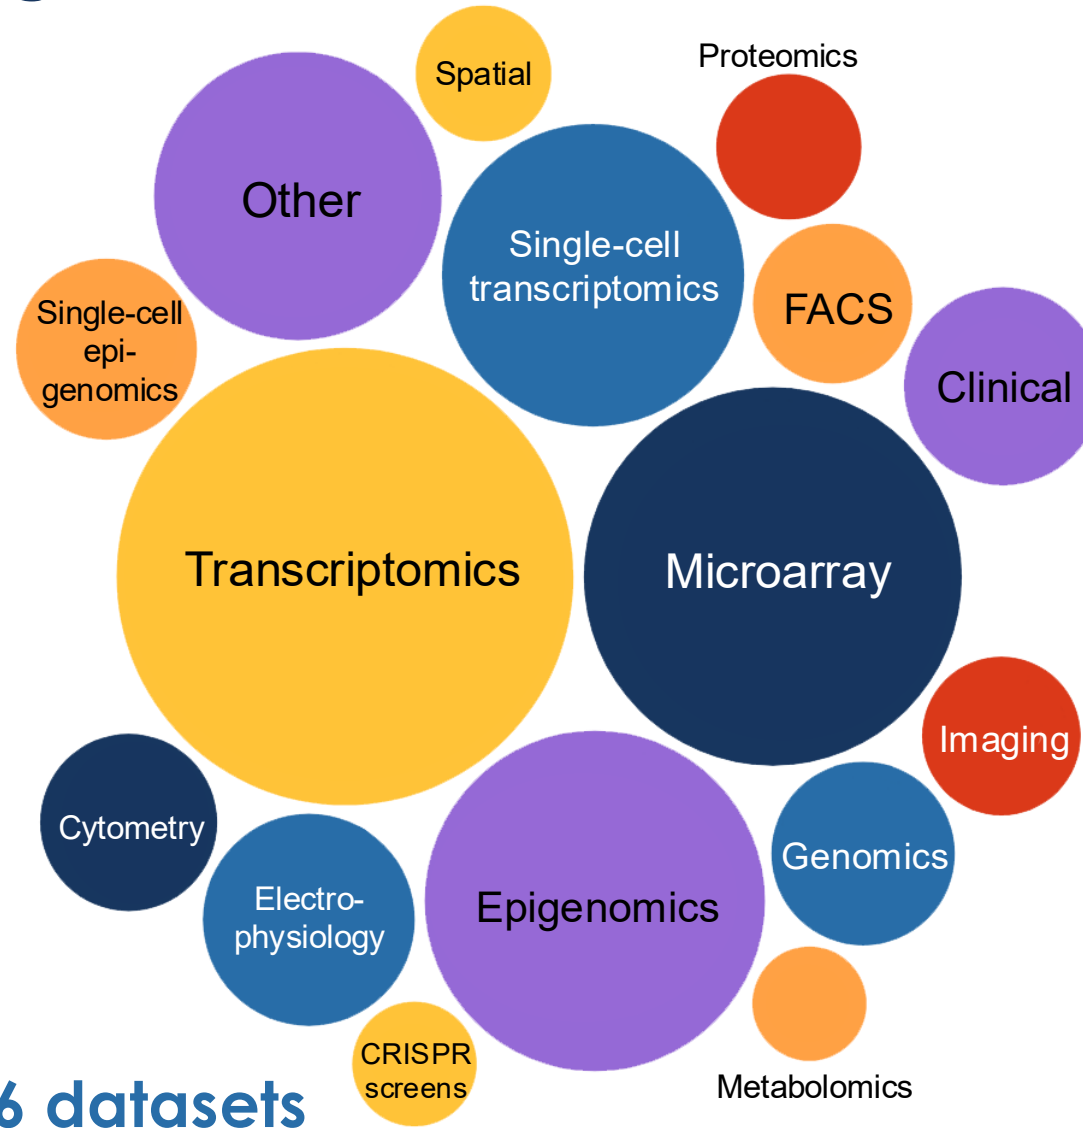 Spatial
Proteomics
Other
Single-cell
transcriptomics
FACS
Single-cell
epi-
genomics
Clinical
Transcriptomics
Microarray
Imaging
Cytometry
Genomics
Electro-
physiology
Epigenomics
CRISPR
screens
Metabolomics
6 datasets